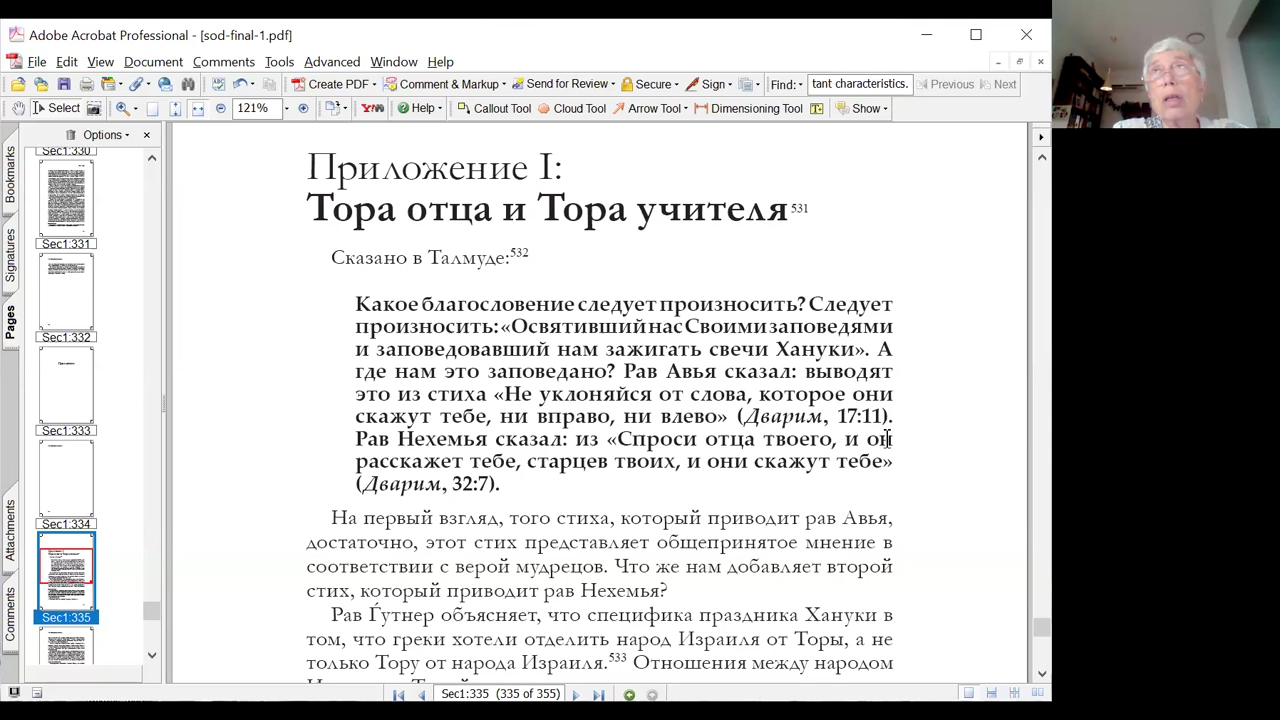 Adobe Acrobat Professional - [sod-final-1.pdf]
File Edit View Document Comments Tools Advanced Window Help
Create PDF Comment & Markup Send for Review Secure Sign Find: tant characteristics. Previous Next
Select 121% Help Callout Tool Cloud Tool Arrow Tool Dimensioning Tool Show
Options
Bookmarks
Signatures
Pages
Attachments
Comments
Sec1:330
Sec1:331
Sec1:332
Sec1:333
Sec1:334
Sec1:335
Приложение I:
Тора отца и Тора учителя531
Сказано в Талмуде:532
Какое благословение следует произносить? Следует
произносить: «Освятивший нас Своими заповедями
и заповедовавший нам зажигать свечи Хануки». А
где нам это заповедано? Рав Авья сказал: выводят
это из стиха «Не уклоняйся от слова, которое они
скажут тебе, ни вправо, ни влево» (Дварим, 17:11).
Рав Нехемья сказал: из «Спроси отца твоего, и он
расскажет тебе, старцев твоих, и они скажут тебе»
(Дварим, 32:7).
На первый взгляд, того стиха, который приводит рав Авья,
достаточно, этот стих представляет общепринятое мнение в
соответствии с верой мудрецов. Что же нам добавляет второй
стих, который приводит рав Нехемья?
Рав Ѓутнер объясняет, что специфика праздника Хануки в
том, что греки хотели отделить народ Израиля от Торы, а не
только Тору от народа Израиля.533 Отношения между народом
Sec1:335 (335 of 355)